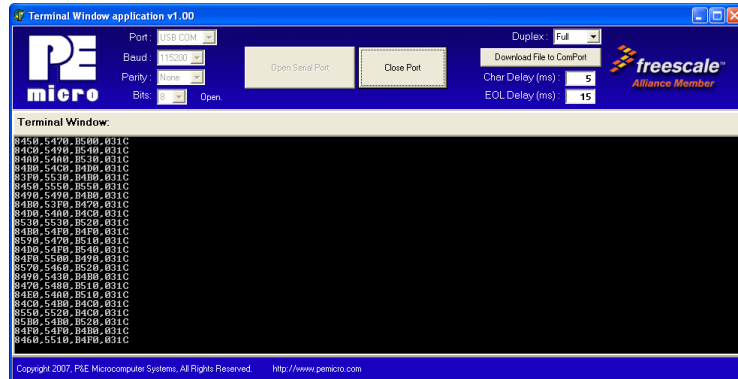 Terminal Window application v1.00
PE
micro
Port: USB COM
Baud: 115200
Parity: None
Bits: 8
Open.
Open Serial Port
Close Port
Duplex: Full
Download File to ComPort
Char Delay (ms): 5
EOL Delay (ms): 15
freescale™
Alliance Member
Terminal Window:
8450,5470,B500,031C
84C0,5490,B540,031C
84A0,54A0,B530,031C
84B0,54C0,B4D0,031C
83F0,5530,B4B0,031C
8450,5550,B550,031C
8490,5490,B4B0,031C
84B0,53F0,B470,031C
84D0,54A0,B4C0,031C
8530,5530,B520,031C
84B0,54F0,B4F0,031C
8590,5470,B510,031C
84D0,54F0,B540,031C
84F0,5500,B490,031C
8570,5460,B520,031C
8490,5430,B4B0,031C
8470,5480,B510,031C
84E0,54A0,B510,031C
84C0,54B0,B4C0,031C
8550,5520,B4C0,031C
85B0,54B0,B520,031C
84F0,54F0,B4B0,031C
8460,5510,B4F0,031C
Copyright 2007, P&E Microcomputer Systems, All Rights Reserved. http://www.pemicro.com